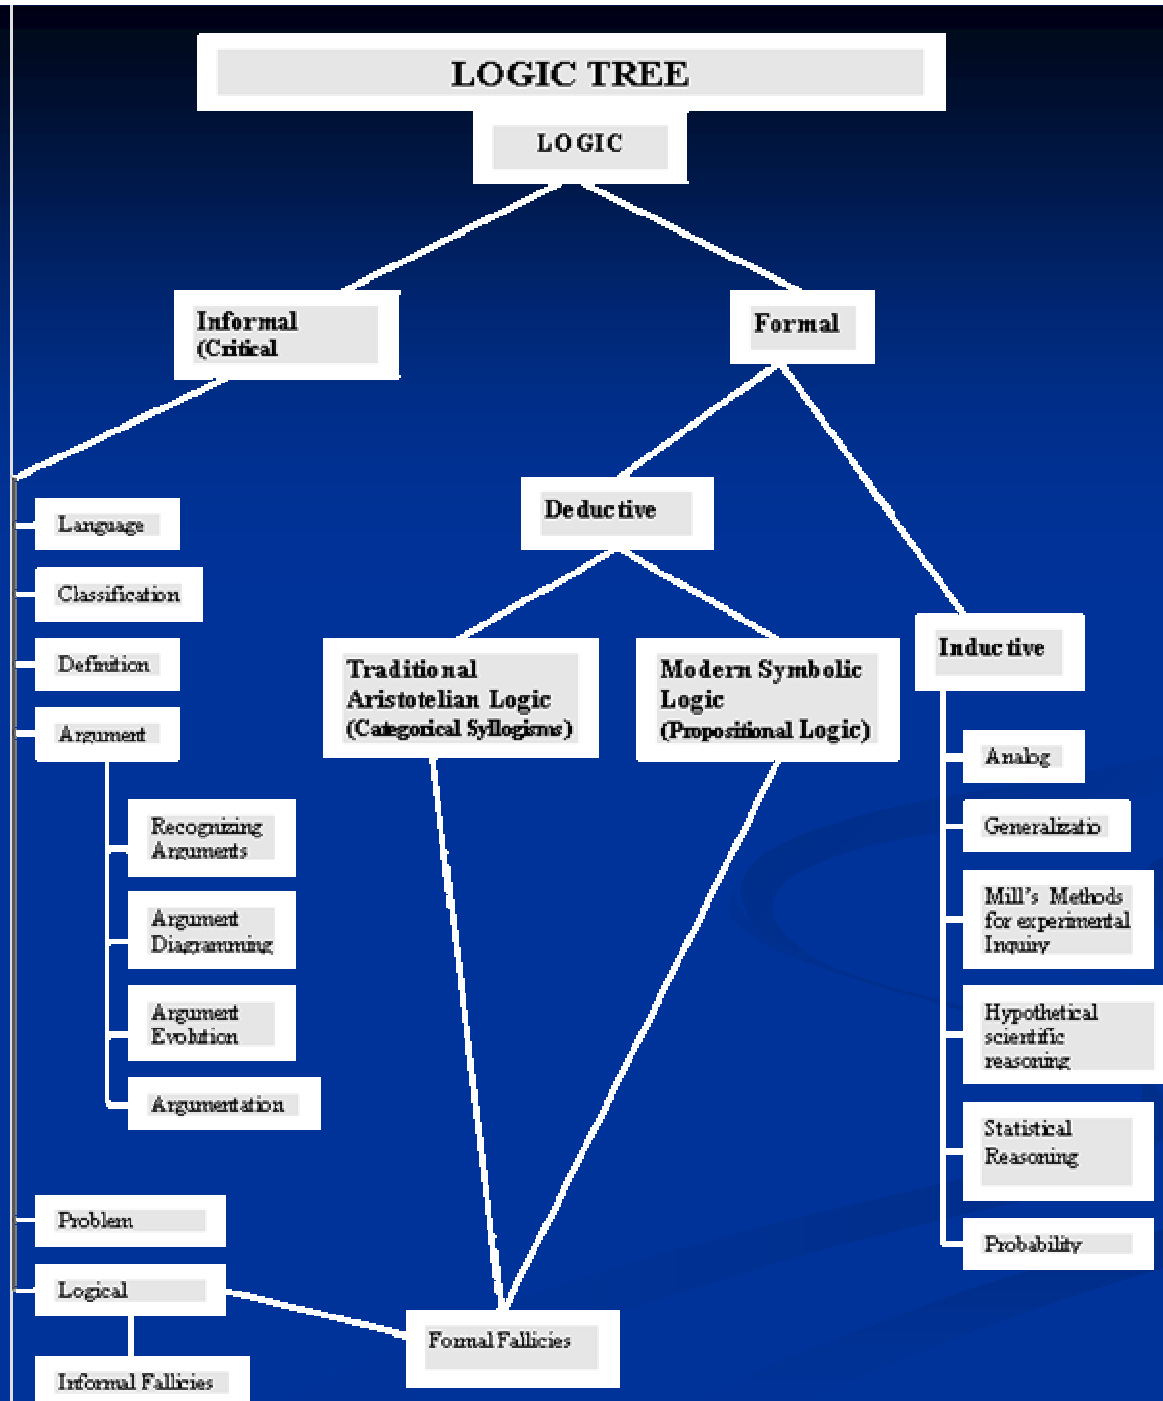 LOGIC TREE
LOGIC
Informal
(Critical
Formal
Deductive
Traditional
Aristotelian Logic
(Categorical Syllogisms)
Modern Symbolic
Logic
(Propositional Logic)
Inductive
Language
Classification
Definition
Argument
Recognizing
Arguments
Argument
Diagramming
Argument
Evolution
Argumentation
Problem
Logical
Informal Fallicies
Formal Fallicies
Analog
Generalizatio
Mill's Methods
for experimental
Inquiry
Hypothetical
scientific
reasoning
Statistical
Reasoning
Probability